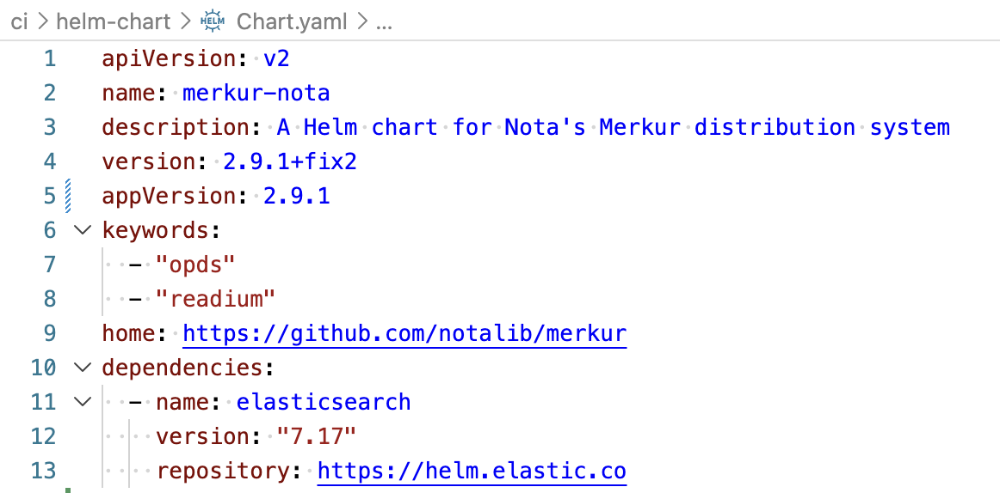 ci > helm-chart > HELM Chart.yaml > ...
1 apiVersion: v2
2 name: merkur-nota
3 description: A Helm chart for Nota's Merkur distribution system
4 version: 2.9.1+fix2
5 appVersion: 2.9.1
6 keywords:
7   - "opds"
8   - "readium"
9 home: https://github.com/notalib/merkur
10 dependencies:
11   - name: elasticsearch
12     version: "7.17"
13     repository: https://helm.elastic.co